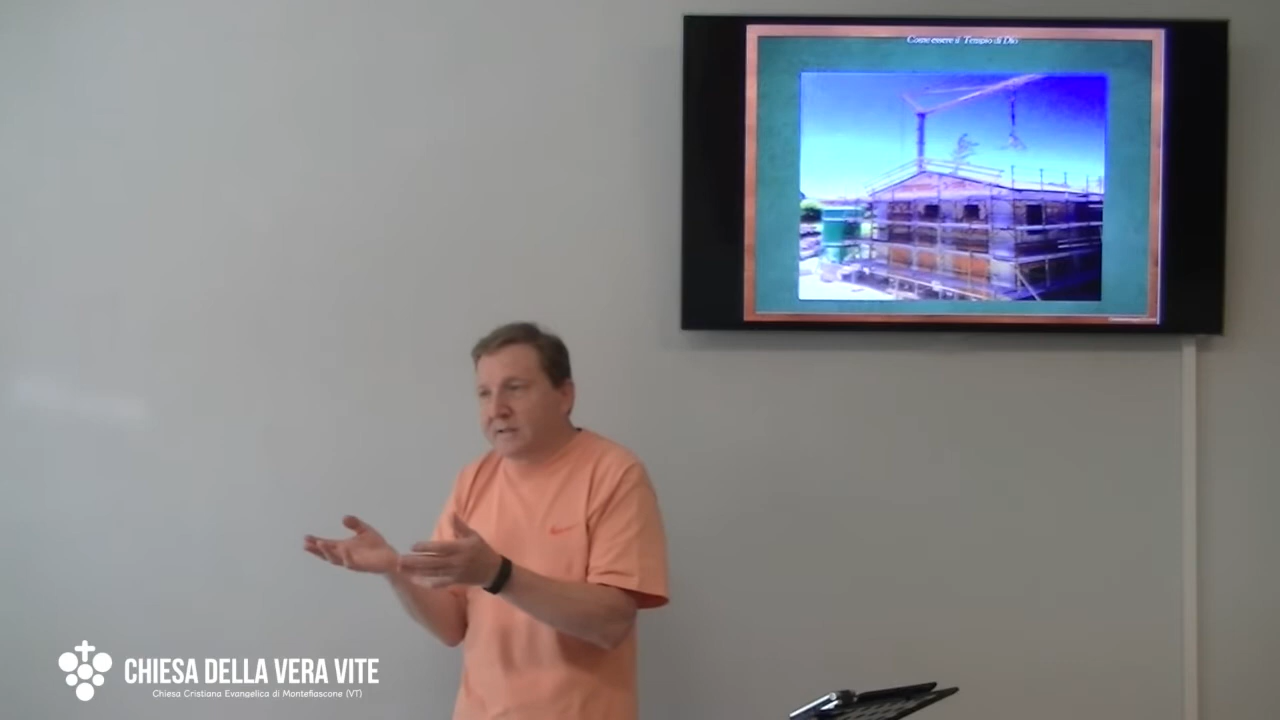 Come essere il Tempio di Dio
CHIESA DELLA VERA VITE
Chiesa Cristiana Evangelica di Montefiascone (VT)